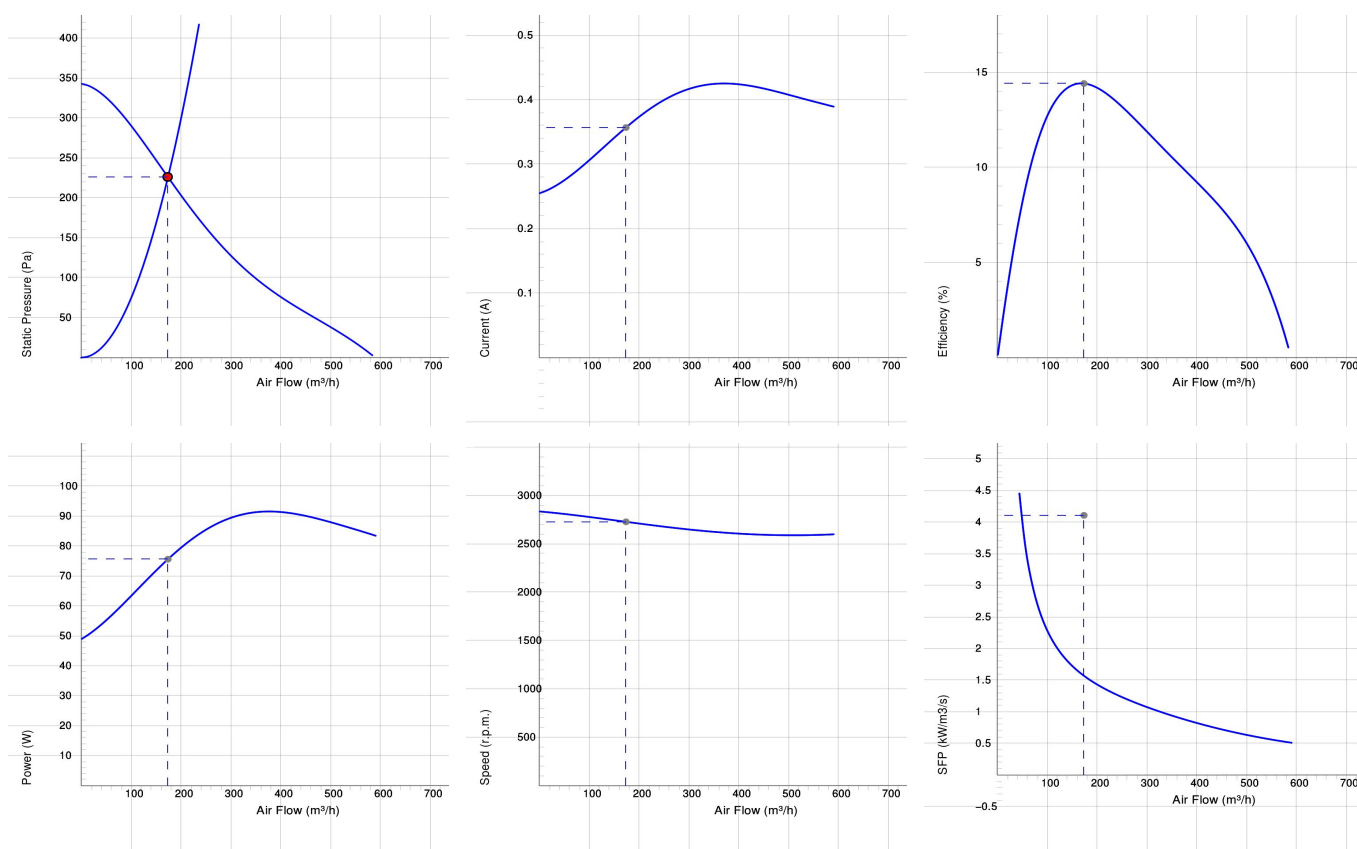 400
350
300
250
200
150
100
50
Static Pressure (Pa)
100 200 300 400 500 600 700
Air Flow (m³/h)
0.5
0.4
0.3
0.2
0.1
Current (A)
100 200 300 400 500 600 700
Air Flow (m³/h)
15
10
5
Efficiency (%)
100 200 300 400 500 600 700
Air Flow (m³/h)
100
90
80
70
60
50
40
30
20
10
Power (W)
100 200 300 400 500 600 700
Air Flow (m³/h)
3000
2500
2000
1500
1000
500
Speed (r.p.m.)
100 200 300 400 500 600 700
Air Flow (m³/h)
5
4.5
4
3.5
3
2.5
2
1.5
1
0.5
−0.5
SFP (kW/m3/s)
100 200 300 400 500 600 700
Air Flow (m³/h)